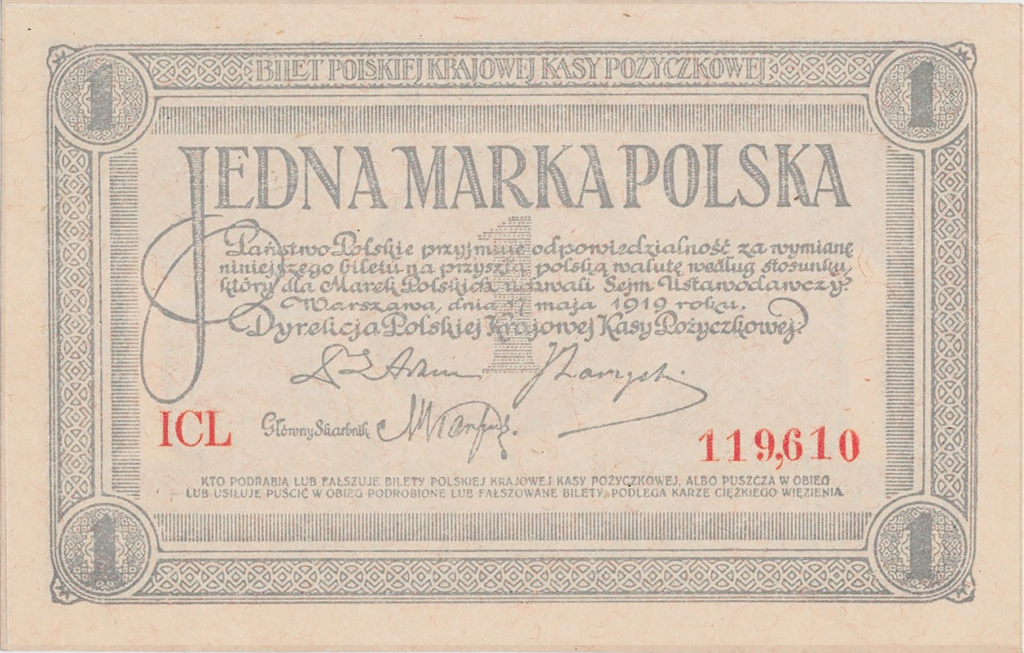 1 BILET POLSKIEJ KRAJOWEJ KASY POŻYCZKOWEJ 1
JEDNA MARKA POLSKA
1
Państwo Polskie przyjmuje odpowiedzialność za wymianę
niniejszego biletu na przyszłą polską walutę według stosunku,
który dla Marek Polskich uchwali Sejm Ustawodawczy
Warszawa, dnia 17 maja 1919 roku.
Dyrekcja Polskiej Krajowej Kasy Pożyczkowej
ICL Główny Skarbnik 119,610
KTO PODRABIA LUB FAŁSZUJE BILETY POLSKIEJ KRAJOWEJ KASY POŻYCZKOWEJ, ALBO PUSZCZA W OBIEG
LUB USIŁUJE PUŚCIĆ W OBIEG PODROBIONE LUB FAŁSZOWANE BILETY, PODLEGA KARZE CIĘŻKIEGO WIĘZIENIA
1 1